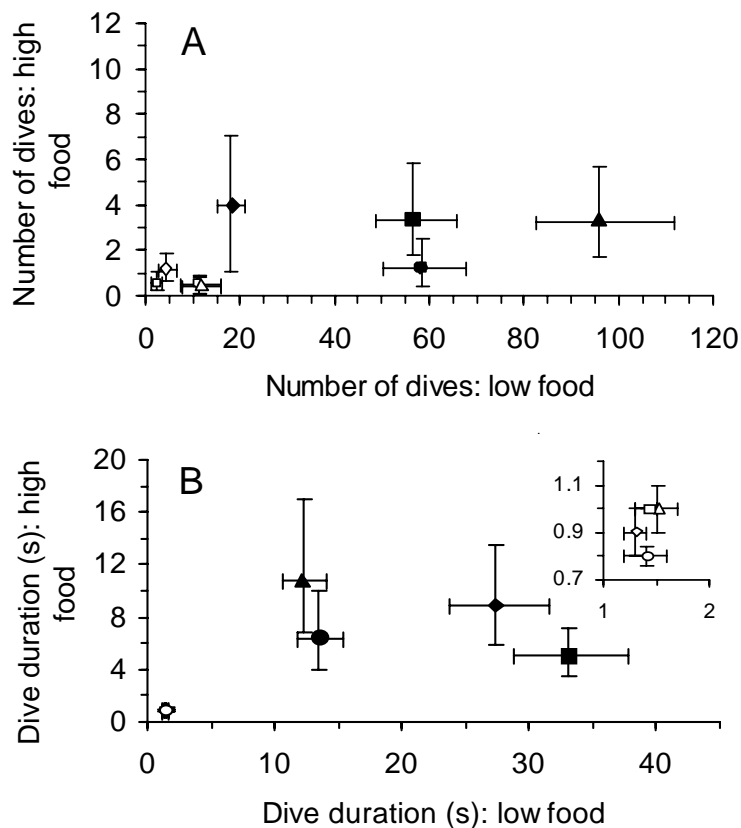 A
Number of dives: high
food
12
10
8
6
4
2
0
0 20 40 60 80 100 120
Number of dives: low food
B
Dive duration (s): high
food
20
16
12
8
4
0
0 10 20 30 40
Dive duration (s): low food
1.1
0.9
0.7
1 2